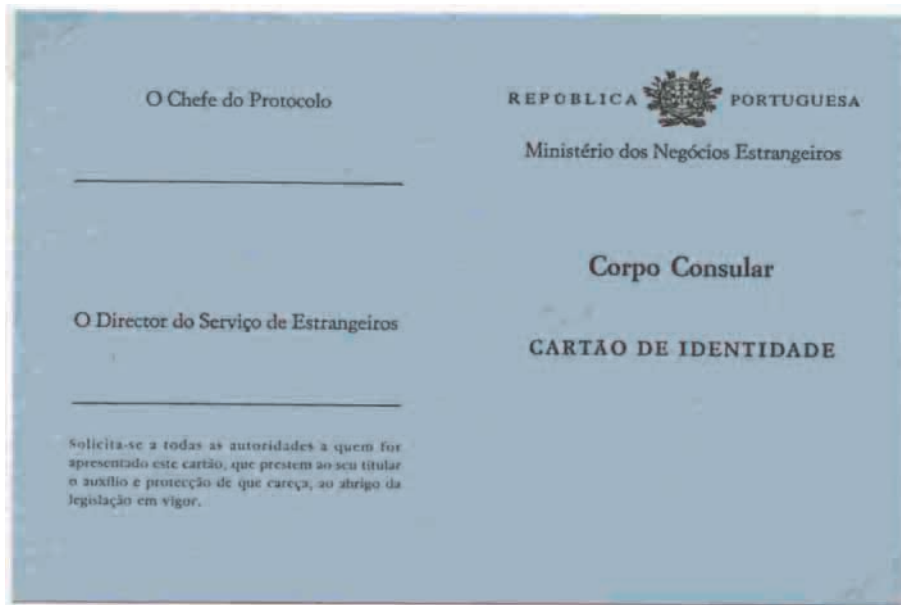 O Chefe do Protocolo
O Director do Serviço de Estrangeiros
Solicita-se a todas as autoridades a quem for
apresentado este cartão, que prestem ao seu titular
o auxílio e protecção de que careça, ao abrigo da
legislação em vigor.
REPÚBLICA PORTUGUESA
Ministério dos Negócios Estrangeiros
Corpo Consular
CARTÃO DE IDENTIDADE